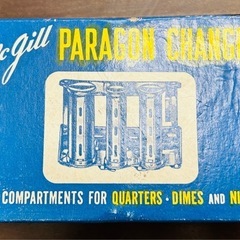 Gill PARAGON CHANG
COMPARTMENTS FOR QUARTERS · DIMES AND